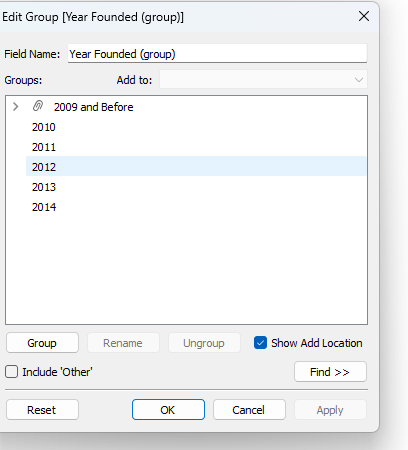 Edit Group [Year Founded (group)]
Field Name: Year Founded (group)
Groups: Add to:
2009 and Before
2010
2011
2012
2013
2014
Group Rename Ungroup Show Add Location
Include 'Other' Find >>
Reset OK Cancel Apply